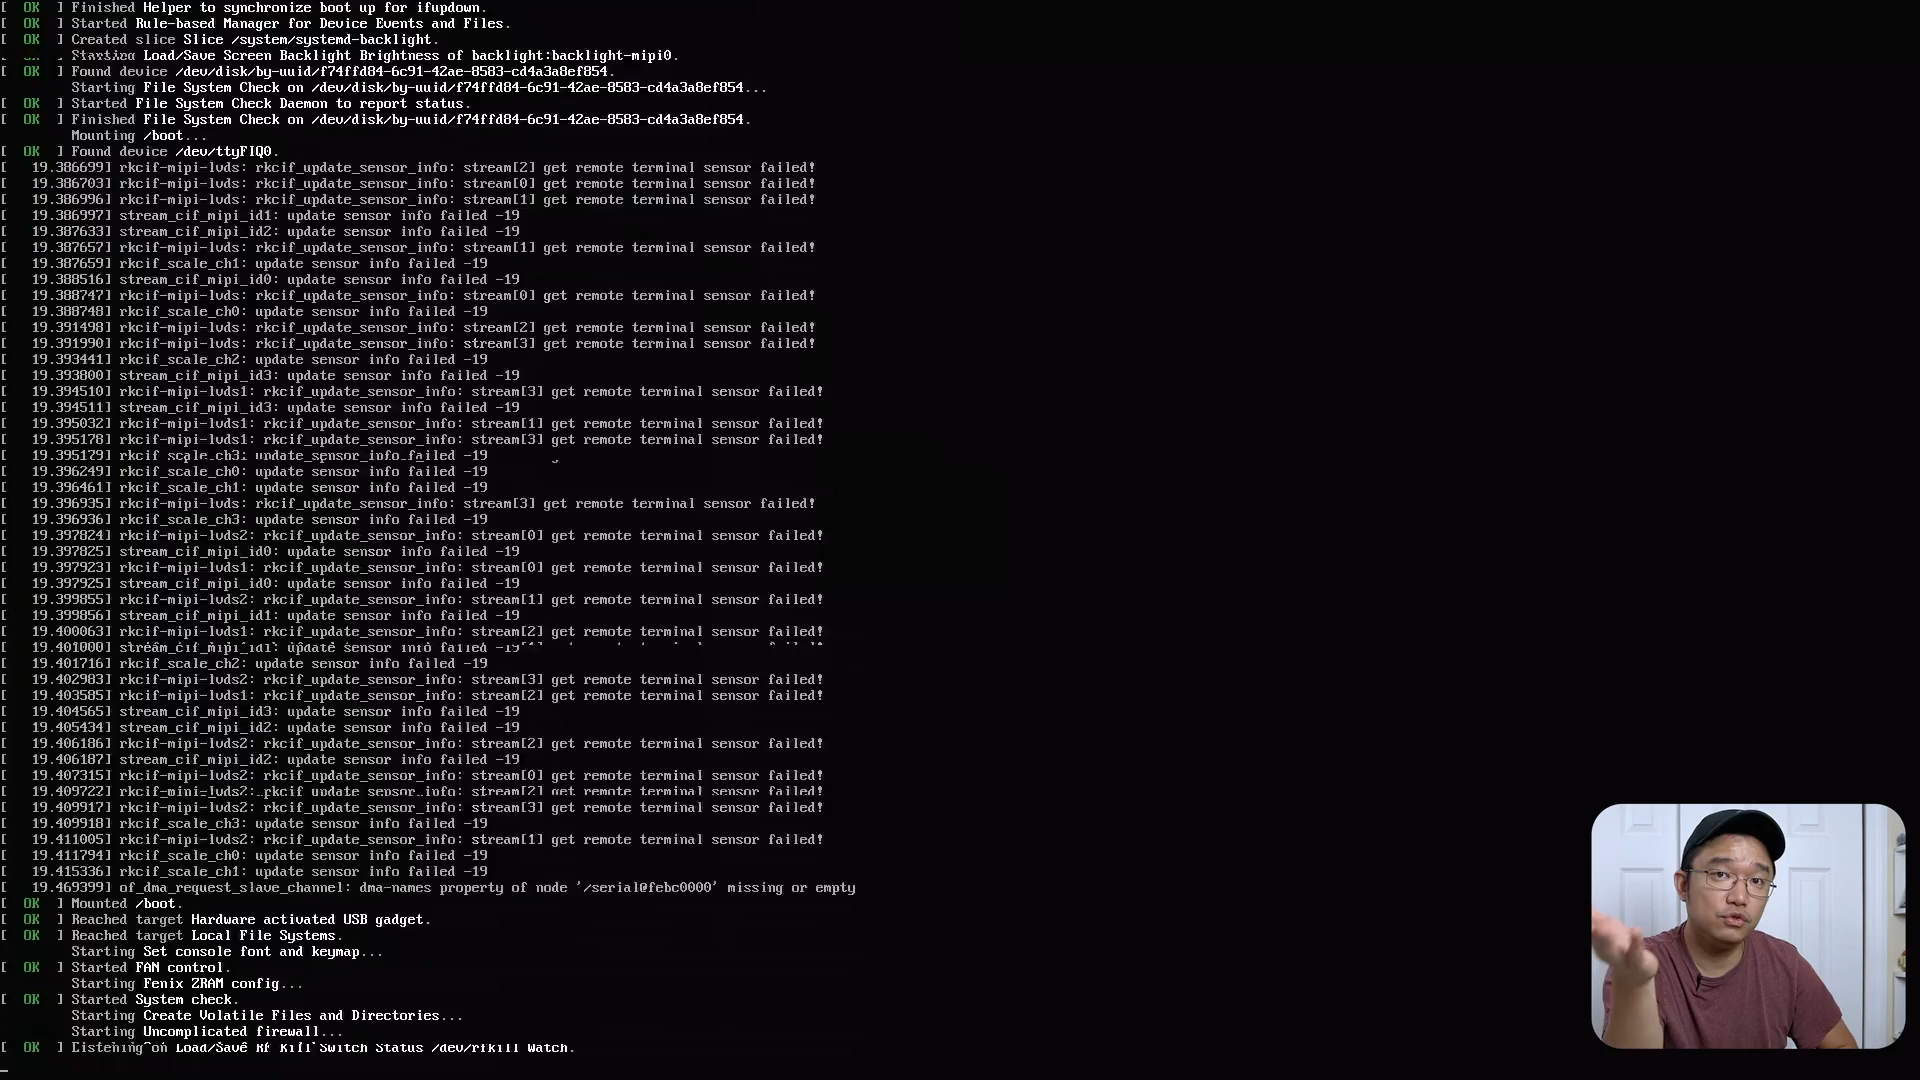 [  OK  ] Finished Helper to synchronize boot up for ifupdown.
[  OK  ] Started Rule-based Manager for Device Events and Files.
[  OK  ] Created slice Slice /system/systemd-backlight.
Starting Load/Save Screen Backlight Brightness of backlight:backlight-mipi0.
[  OK  ] Found device /dev/disk/by-uuid/f74ffd84-6c91-42ae-8583-cd4a3a8ef854.
Starting File System Check on /dev/disk/by-uuid/f74ffd84-6c91-42ae-8583-cd4a3a8ef854...
[  OK  ] Started File System Check Daemon to report status.
[  OK  ] Finished File System Check on /dev/disk/by-uuid/f74ffd84-6c91-42ae-8583-cd4a3a8ef854.
Mounting /boot...
[  OK  ] Found device /dev/ttyFIQ0.
[   19.386699] rkcif-mipi-lvds: rkcif_update_sensor_info: stream[2] get remote terminal sensor failed!
[   19.386703] rkcif-mipi-lvds: rkcif_update_sensor_info: stream[0] get remote terminal sensor failed!
[   19.386996] rkcif-mipi-lvds: rkcif_update_sensor_info: stream[1] get remote terminal sensor failed!
[   19.386997] stream_cif_mipi_id1: update sensor info failed -19
[   19.387633] stream_cif_mipi_id2: update sensor info failed -19
[   19.387657] rkcif-mipi-lvds: rkcif_update_sensor_info: stream[1] get remote terminal sensor failed!
[   19.387659] rkcif_scale_ch1: update sensor info failed -19
[   19.388516] stream_cif_mipi_id0: update sensor info failed -19
[   19.388747] rkcif-mipi-lvds: rkcif_update_sensor_info: stream[0] get remote terminal sensor failed!
[   19.388748] rkcif_scale_ch0: update sensor info failed -19
[   19.391498] rkcif-mipi-lvds: rkcif_update_sensor_info: stream[2] get remote terminal sensor failed!
[   19.391990] rkcif-mipi-lvds: rkcif_update_sensor_info: stream[3] get remote terminal sensor failed!
[   19.393441] rkcif_scale_ch2: update sensor info failed -19
[   19.393800] stream_cif_mipi_id3: update sensor info failed -19
[   19.394510] rkcif-mipi-lvds1: rkcif_update_sensor_info: stream[3] get remote terminal sensor failed!
[   19.394511] stream_cif_mipi_id3: update sensor info failed -19
[   19.395032] rkcif-mipi-lvds1: rkcif_update_sensor_info: stream[1] get remote terminal sensor failed!
[   19.395178] rkcif-mipi-lvds1: rkcif_update_sensor_info: stream[3] get remote terminal sensor failed!
[   19.395179] rkcif_scale_ch3: update_sensor_info_failed -19
[   19.396249] rkcif_scale_ch0: update sensor info failed -19
[   19.396461] rkcif_scale_ch1: update sensor info failed -19
[   19.396935] rkcif-mipi-lvds: rkcif_update_sensor_info: stream[3] get remote terminal sensor failed!
[   19.396936] rkcif_scale_ch3: update sensor info failed -19
[   19.397824] rkcif-mipi-lvds2: rkcif_update_sensor_info: stream[0] get remote terminal sensor failed!
[   19.397825] stream_cif_mipi_id0: update sensor info failed -19
[   19.397923] rkcif-mipi-lvds1: rkcif_update_sensor_info: stream[0] get remote terminal sensor failed!
[   19.397925] stream_cif_mipi_id0: update sensor info failed -19
[   19.399855] rkcif-mipi-lvds2: rkcif_update_sensor_info: stream[1] get remote terminal sensor failed!
[   19.399856] stream_cif_mipi_id1: update sensor info failed -19
[   19.400063] rkcif-mipi-lvds1: rkcif_update_sensor_info: stream[2] get remote terminal sensor failed!
[   19.401000] stream_cif_mipi_id1: update sensor info failed -19
[   19.401716] rkcif_scale_ch2: update sensor info failed -19
[   19.402983] rkcif-mipi-lvds2: rkcif_update_sensor_info: stream[3] get remote terminal sensor failed!
[   19.403585] rkcif-mipi-lvds1: rkcif_update_sensor_info: stream[2] get remote terminal sensor failed!
[   19.404565] stream_cif_mipi_id3: update sensor info failed -19
[   19.405434] stream_cif_mipi_id2: update sensor info failed -19
[   19.406186] rkcif-mipi-lvds2: rkcif_update_sensor_info: stream[2] get remote terminal sensor failed!
[   19.406187] stream_cif_mipi_id2: update sensor info failed -19
[   19.407315] rkcif-mipi-lvds2: rkcif_update_sensor_info: stream[0] get remote terminal sensor failed!
[   19.409722] rkcif-mipi-lvds2: rkcif_update_sensor_info: stream[2] get remote terminal sensor failed!
[   19.409917] rkcif-mipi-lvds2: rkcif_update_sensor_info: stream[3] get remote terminal sensor failed!
[   19.409918] rkcif_scale_ch3: update sensor info failed -19
[   19.411005] rkcif-mipi-lvds2: rkcif_update_sensor_info: stream[1] get remote terminal sensor failed!
[   19.411794] rkcif_scale_ch0: update sensor info failed -19
[   19.415336] rkcif_scale_ch1: update sensor info failed -19
[   19.469399] of_dma_request_slave_channel: dma-names property of node '/serial@febc0000' missing or empty
[  OK  ] Mounted /boot.
[  OK  ] Reached target Hardware activated USB gadget.
[  OK  ] Reached target Local File Systems.
Starting Set console font and keymap...
[  OK  ] Started FAN control.
Starting Fenix ZRAM config...
[  OK  ] Started System check.
Starting Create Volatile Files and Directories...
Starting Uncomplicated firewall...
[  OK  ] Listening on Load/Save RF Kill Switch Status /dev/rfkill Watch.